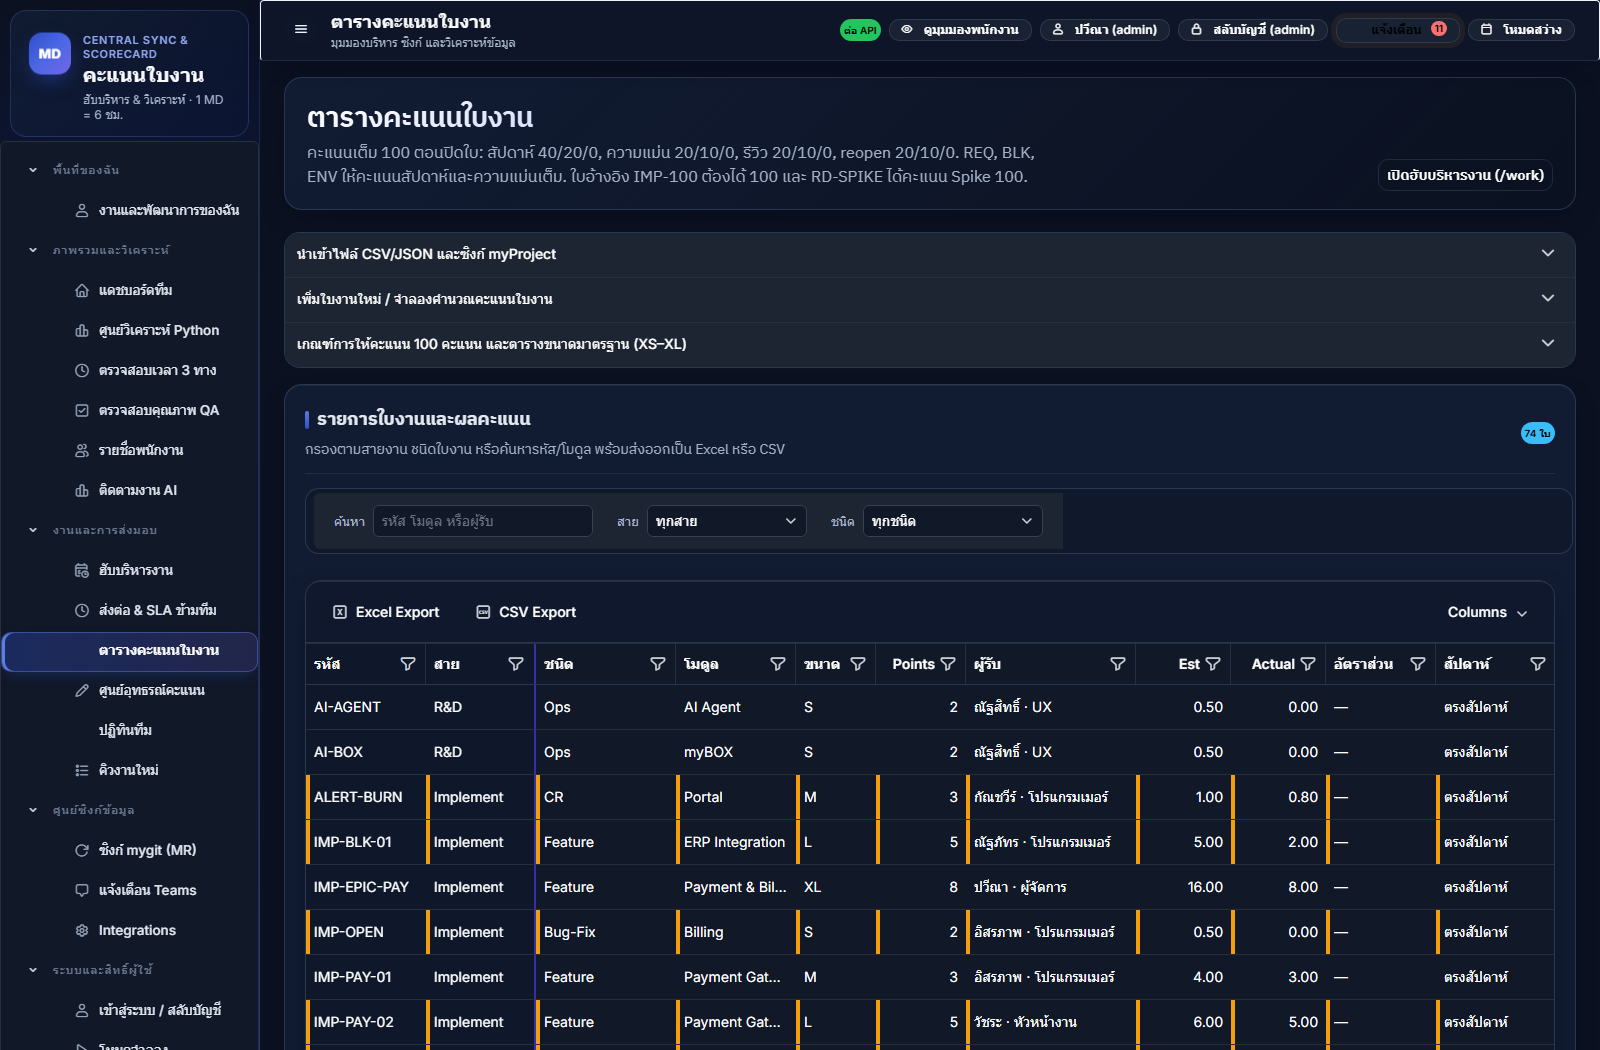 MD
CENTRAL SYNC &
SCORECARD
คะแนนใบงาน
ฮับบริหาร & วิเคราะห์ · 1 MD
= 6 ชม.
พื้นที่ของฉัน
งานและพัฒนาการของฉัน
ภาพรวมและวิเคราะห์
แดชบอร์ดทีม
ศูนย์วิเคราะห์ Python
ตรวจสอบเวลา 3 ทาง
ตรวจสอบคุณภาพ QA
รายชื่อพนักงาน
ติดตามงาน AI
งานและการส่งมอบ
ฮับบริหารงาน
ส่งต่อ & SLA ข้ามทีม
ตารางคะแนนใบงาน
ศูนย์อุทธรณ์คะแนน
ปฏิทินทีม
คิวงานใหม่
ศูนย์ซิงก์ข้อมูล
ซิงก์ mygit (MR)
แจ้งเตือน Teams
Integrations
ระบบและสิทธิ์ผู้ใช้
เข้าสู่ระบบ / สลับบัญชี
โหมดจำลอง
ตารางคะแนนใบงาน
มุมมองบริหาร ซิงก์ และวิเคราะห์ข้อมูล
ต่อ API
ดูมุมมองพนักงาน
ปวีณา (admin)
สลับบัญชี (admin)
แจ้งเตือน 11
โหมดสว่าง
ตารางคะแนนใบงาน
คะแนนเต็ม 100 ตอนปิดใบ: สัปดาห์ 40/20/0, ความแม่น 20/10/0, รีวิว 20/10/0, reopen 20/10/0. REQ, BLK,
ENV ให้คะแนนสัปดาห์และความแม่นเต็ม. ใบอ้างอิง IMP-100 ต้องได้ 100 และ RD-SPIKE ได้คะแนน Spike 100.
เปิดฮับบริหารงาน (/work)
นำเข้าไฟล์ CSV/JSON และซิงก์ myProject
เพิ่มใบงานใหม่ / จำลองคำนวณคะแนนใบงาน
เกณฑ์การให้คะแนน 100 คะแนน และตารางขนาดมาตรฐาน (XS–XL)
รายการใบงานและผลคะแนน
กรองตามสายงาน ชนิดใบงาน หรือค้นหารหัส/โมดูล พร้อมส่งออกเป็น Excel หรือ CSV
74 ใบ
ค้นหา รหัส โมดูล หรือผู้รับ สาย ทุกสาย ชนิด ทุกชนิด
Excel Export CSV Export Columns
รหัส สาย ชนิด โมดูล ขนาด Points ผู้รับ Est Actual อัตราส่วน สัปดาห์
AI-AGENT R&D Ops AI Agent S 2 ณัฐสิทธิ์ · UX 0.50 0.00 — ตรงสัปดาห์
AI-BOX R&D Ops myBOX S 2 ณัฐสิทธิ์ · UX 0.50 0.00 — ตรงสัปดาห์
ALERT-BURN Implement CR Portal M 3 กัณชวีร์ · โปรแกรมเมอร์ 1.00 0.80 — ตรงสัปดาห์
IMP-BLK-01 Implement Feature ERP Integration L 5 ณัฐภัทร · โปรแกรมเมอร์ 5.00 2.00 — ตรงสัปดาห์
IMP-EPIC-PAY Implement Feature Payment & Bil... XL 8 ปวีณา · ผู้จัดการ 16.00 8.00 — ตรงสัปดาห์
IMP-OPEN Implement Bug-Fix Billing S 2 อิสรภาพ · โปรแกรมเมอร์ 0.50 0.00 — ตรงสัปดาห์
IMP-PAY-01 Implement Feature Payment Gat... M 3 อิสรภาพ · โปรแกรมเมอร์ 4.00 3.00 — ตรงสัปดาห์
IMP-PAY-02 Implement Feature Payment Gat... L 5 วัชระ · หัวหน้างาน 6.00 5.00 — ตรงสัปดาห์